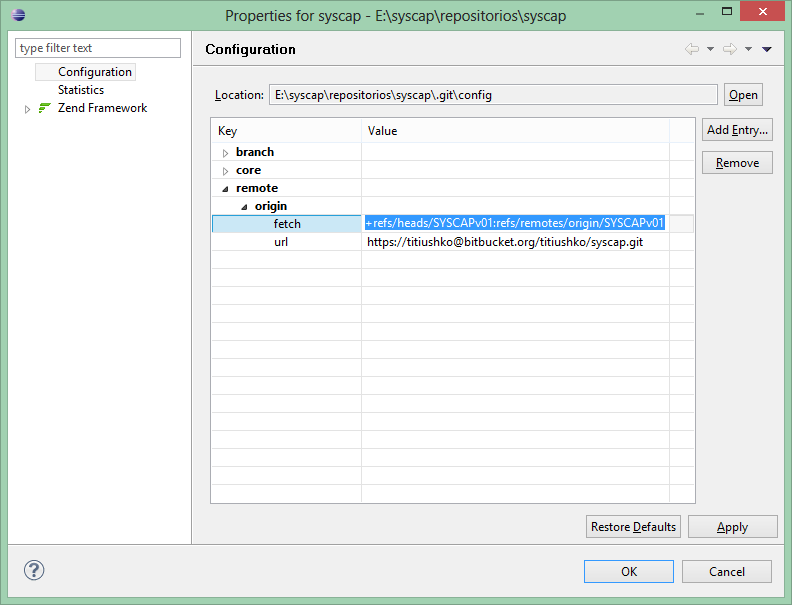 Properties for syscap - E:\syscap\repositorios\syscap
type filter text
Configuration
Statistics
Zend Framework
Configuration
Location: E:\syscap\repositorios\syscap\.git\config Open
Key Value
branch
core
remote
origin
fetch +refs/heads/SYSCAPv01:refs/remotes/origin/SYSCAPv01
url https://titiushko@bitbucket.org/titiushko/syscap.git
Add Entry...
Remove
Restore Defaults Apply
? OK Cancel